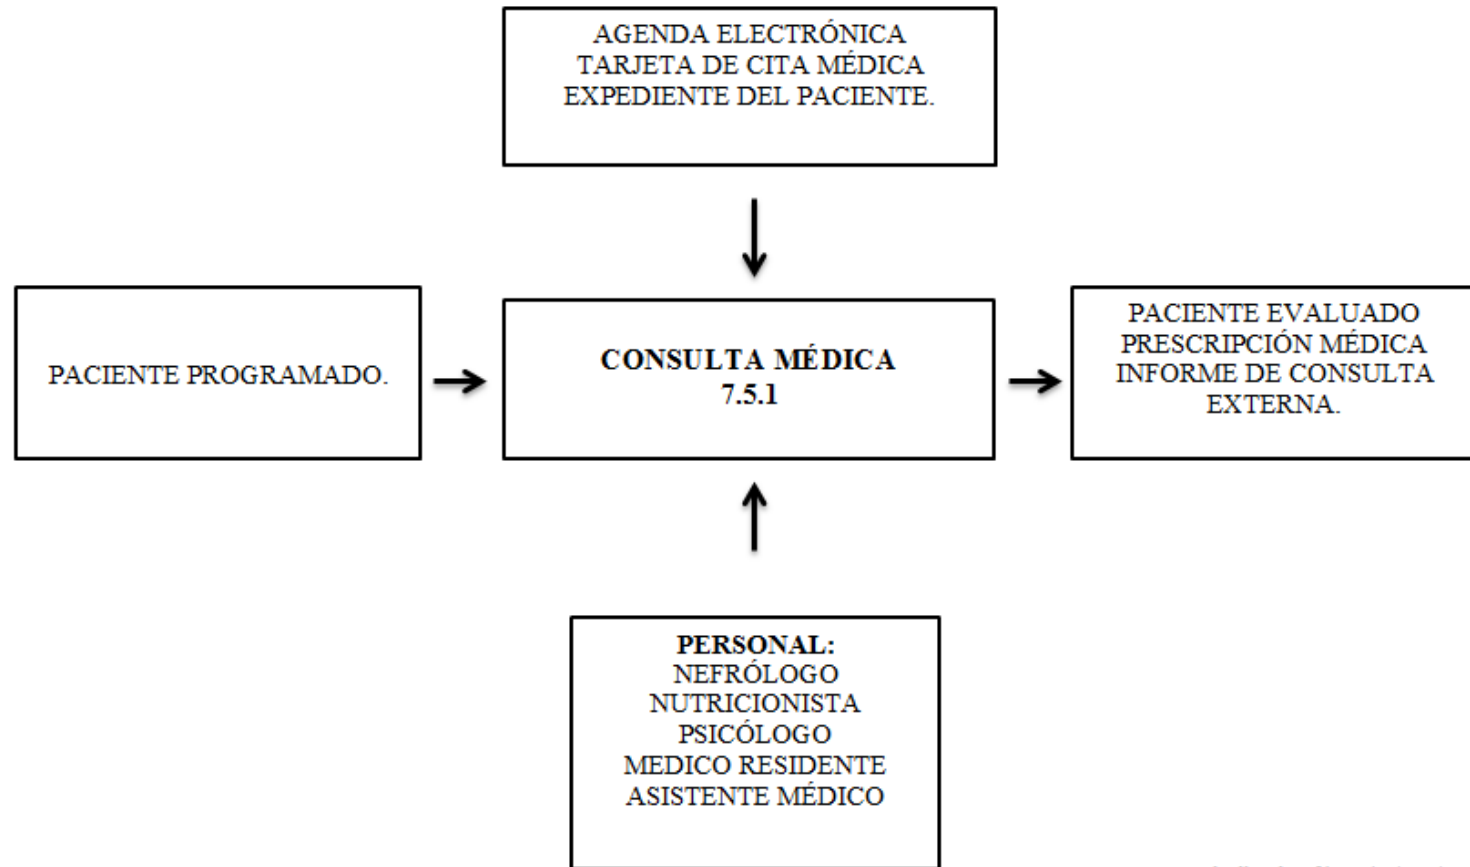 AGENDA ELECTRÓNICA
TARJETA DE CITA MÉDICA
EXPEDIENTE DEL PACIENTE.
PACIENTE PROGRAMADO.
CONSULTA MÉDICA
7.5.1
PACIENTE EVALUADO
PRESCRIPCIÓN MÉDICA
INFORME DE CONSULTA
EXTERNA.
PERSONAL:
NEFRÓLOGO
NUTRICIONISTA
PSICÓLOGO
MEDICO RESIDENTE
ASISTENTE MÉDICO